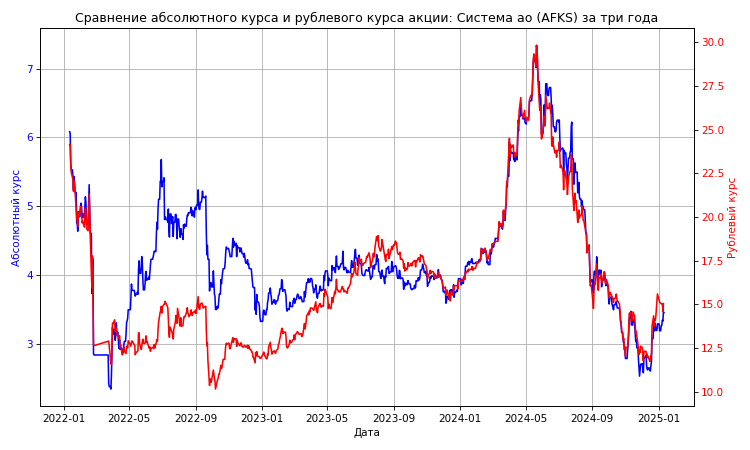 Сравнение абсолютного курса и рублевого курса акции: Система ао (AFKS) за три года
Абсолютный курс
7
6
5
4
3
30.0
27.5
25.0
22.5
20.0
17.5
15.0
12.5
10.0
Рублевый курс
2022-01 2022-05 2022-09 2023-01 2023-05 2023-09 2024-01 2024-05 2024-09 2025-01
Дата